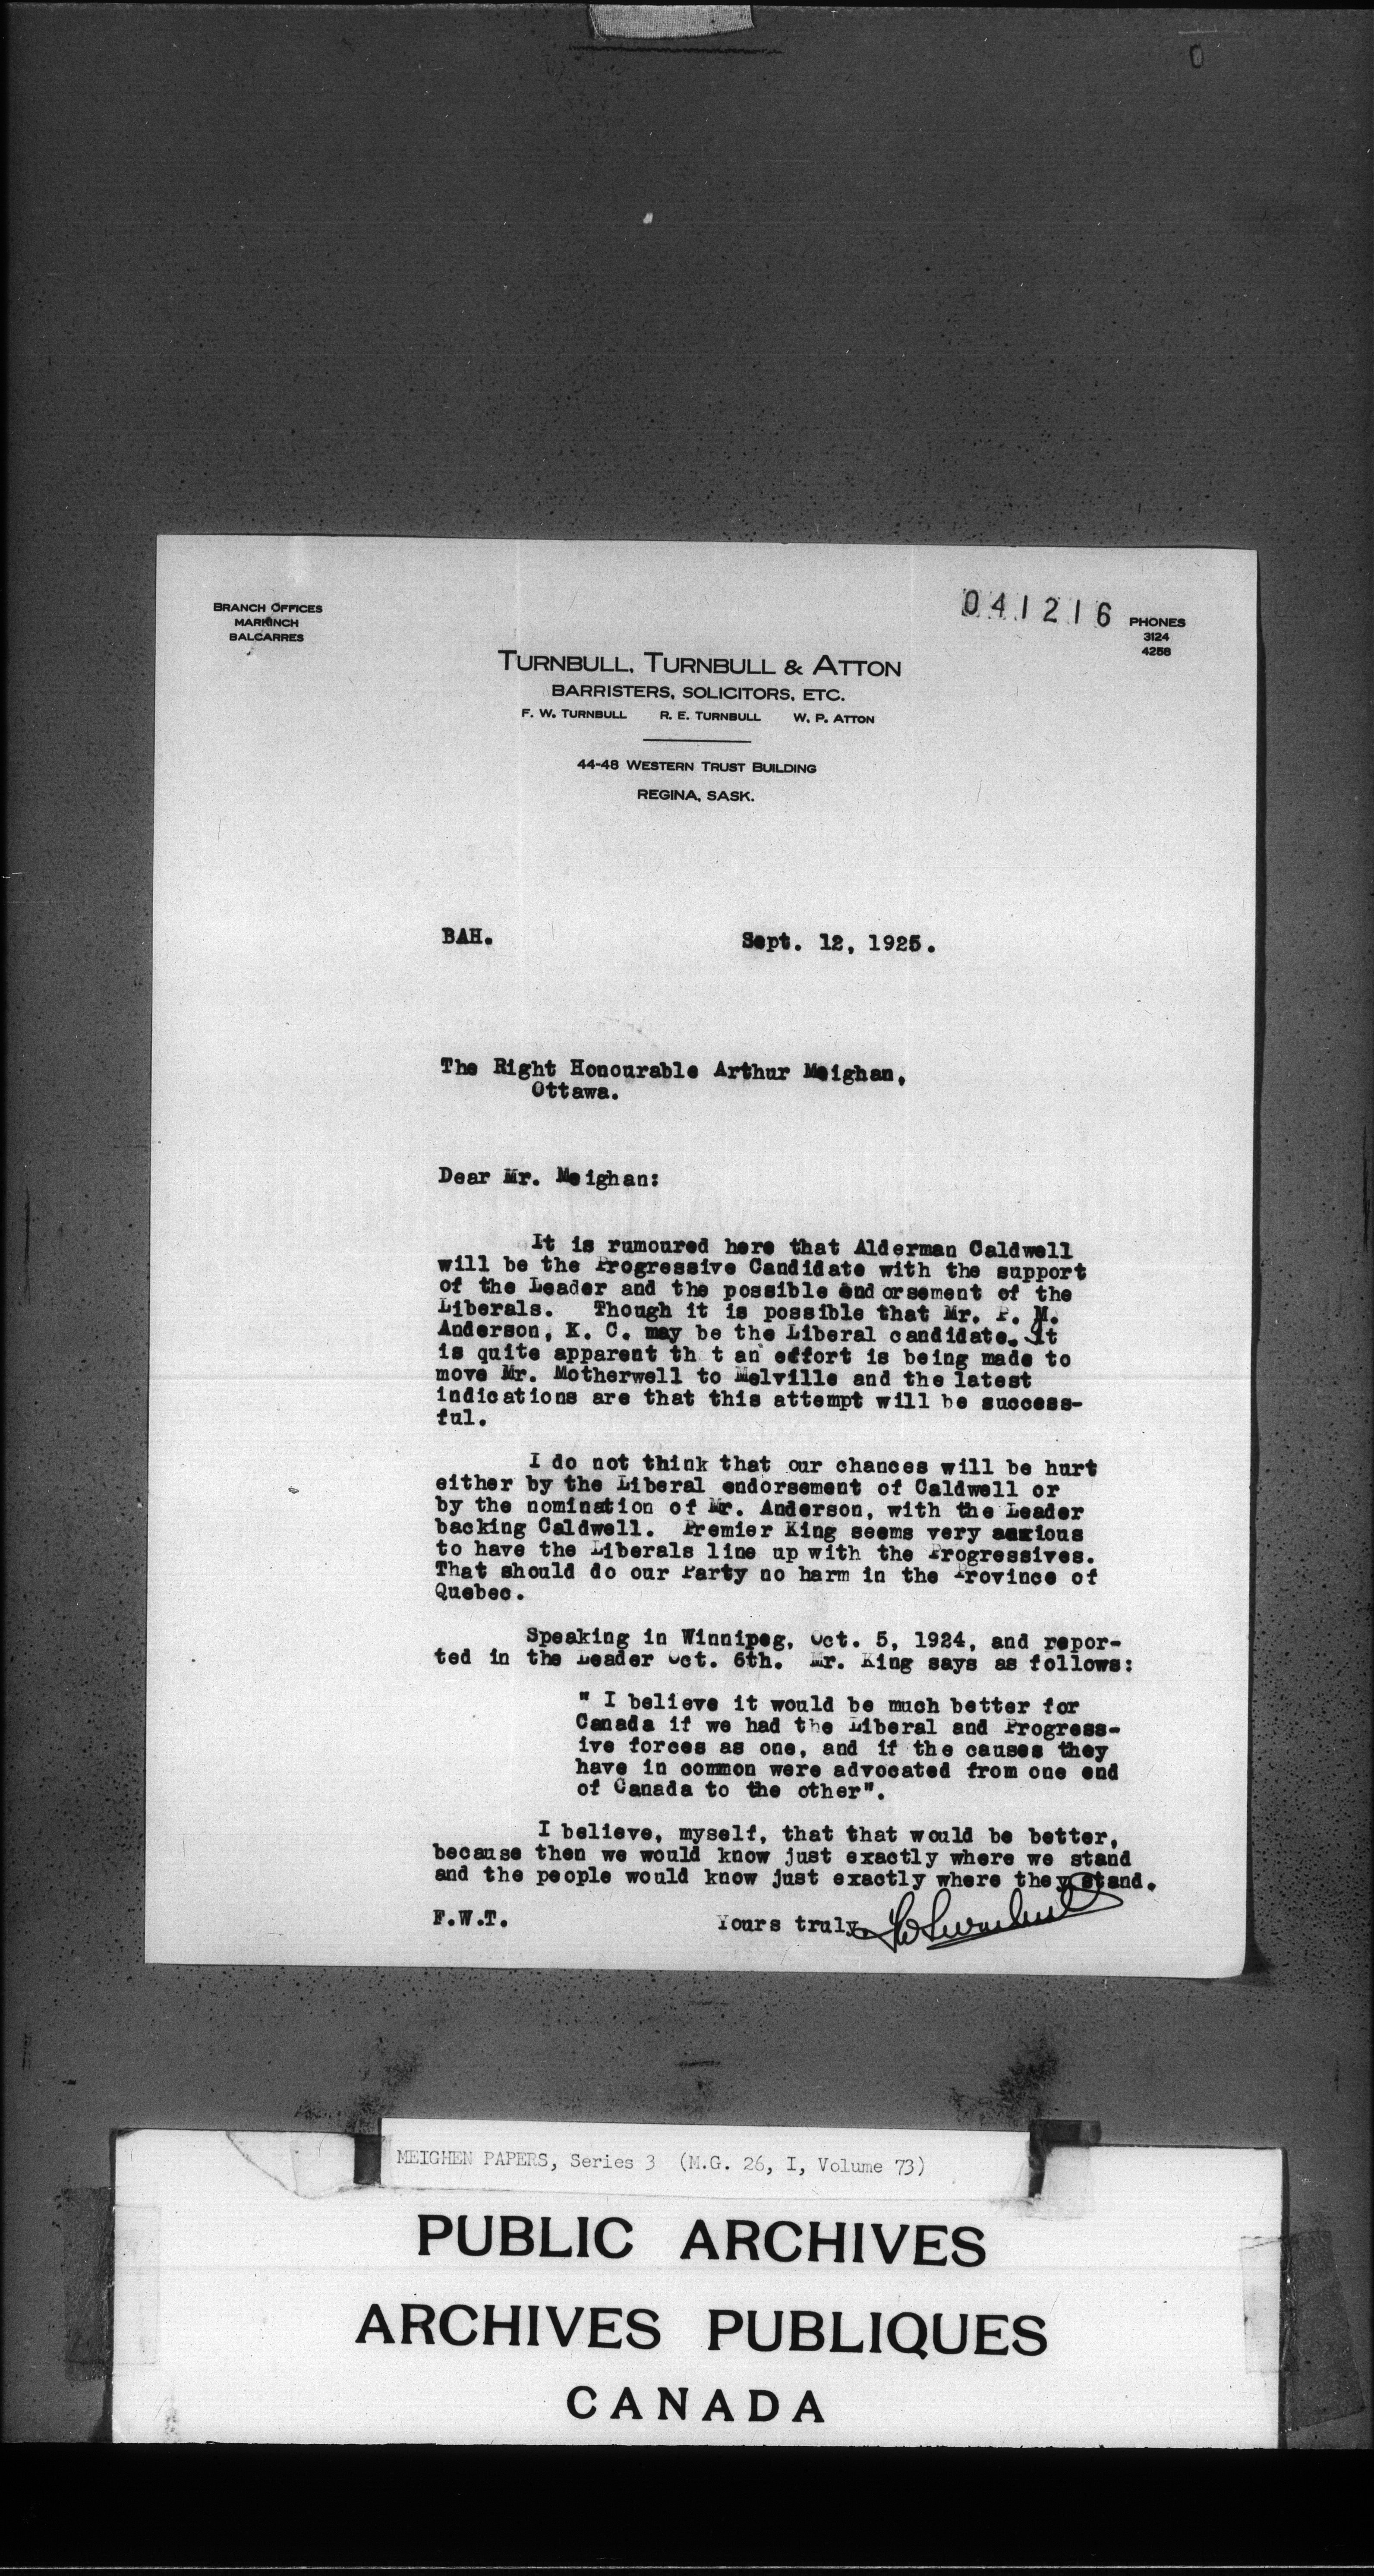 0
BRANCH OFFICES
MARKINCH
BALCARRES
041216
PHONES
3124
4258
TURNBULL, TURNBULL & ATTON
BARRISTERS, SOLICITORS, ETC.
F. W. TURNBULL R. E. TURNBULL W. P. ATTON
44-48 WESTERN TRUST BUILDING
REGINA, SASK.
BAH. Sept. 12, 1925.
The Right Honourable Arthur Meighan,
Ottawa.
Dear Mr. Meighan:
It is rumoured here that Alderman Caldwell
will be the Progressive Candidate with the support
of the Leader and the possible endorsement of the
Liberals. Though it is possible that Mr. P. M.
Anderson, K. C. may be the Liberal candidate. It
is quite apparent th t an effort is being made to
move Mr. Motherwell to Melville and the latest
indications are that this attempt will be success-
ful.
I do not think that our chances will be hurt
either by the Liberal endorsement of Caldwell or
by the nomination of Mr. Anderson, with the Leader
backing Caldwell. Premier King seems very anxious
to have the Liberals line up with the Progressives.
That should do our Party no harm in the Province of
Quebec.
Speaking in Winnipeg, Oct. 5, 1924, and repor-
ted in the Leader Oct. 6th. Mr. King says as follows:
" I believe it would be much better for
Canada if we had the Liberal and Progress-
ive forces as one, and if the causes they
have in common were advocated from one end
of Canada to the other".
I believe, myself, that that would be better,
because then we would know just exactly where we stand
and the people would know just exactly where they stand.
F.W.T. Yours truly, FW Turnbull
MEIGHEN PAPERS, Series 3 (M.G. 26, I, Volume 73)
PUBLIC ARCHIVES
ARCHIVES PUBLIQUES
CANADA